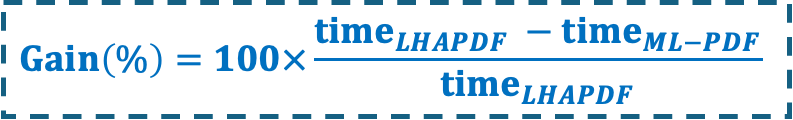 Gain(%) = 100× (time_LHAPDF − time_ML−PDF) / time_LHAPDF